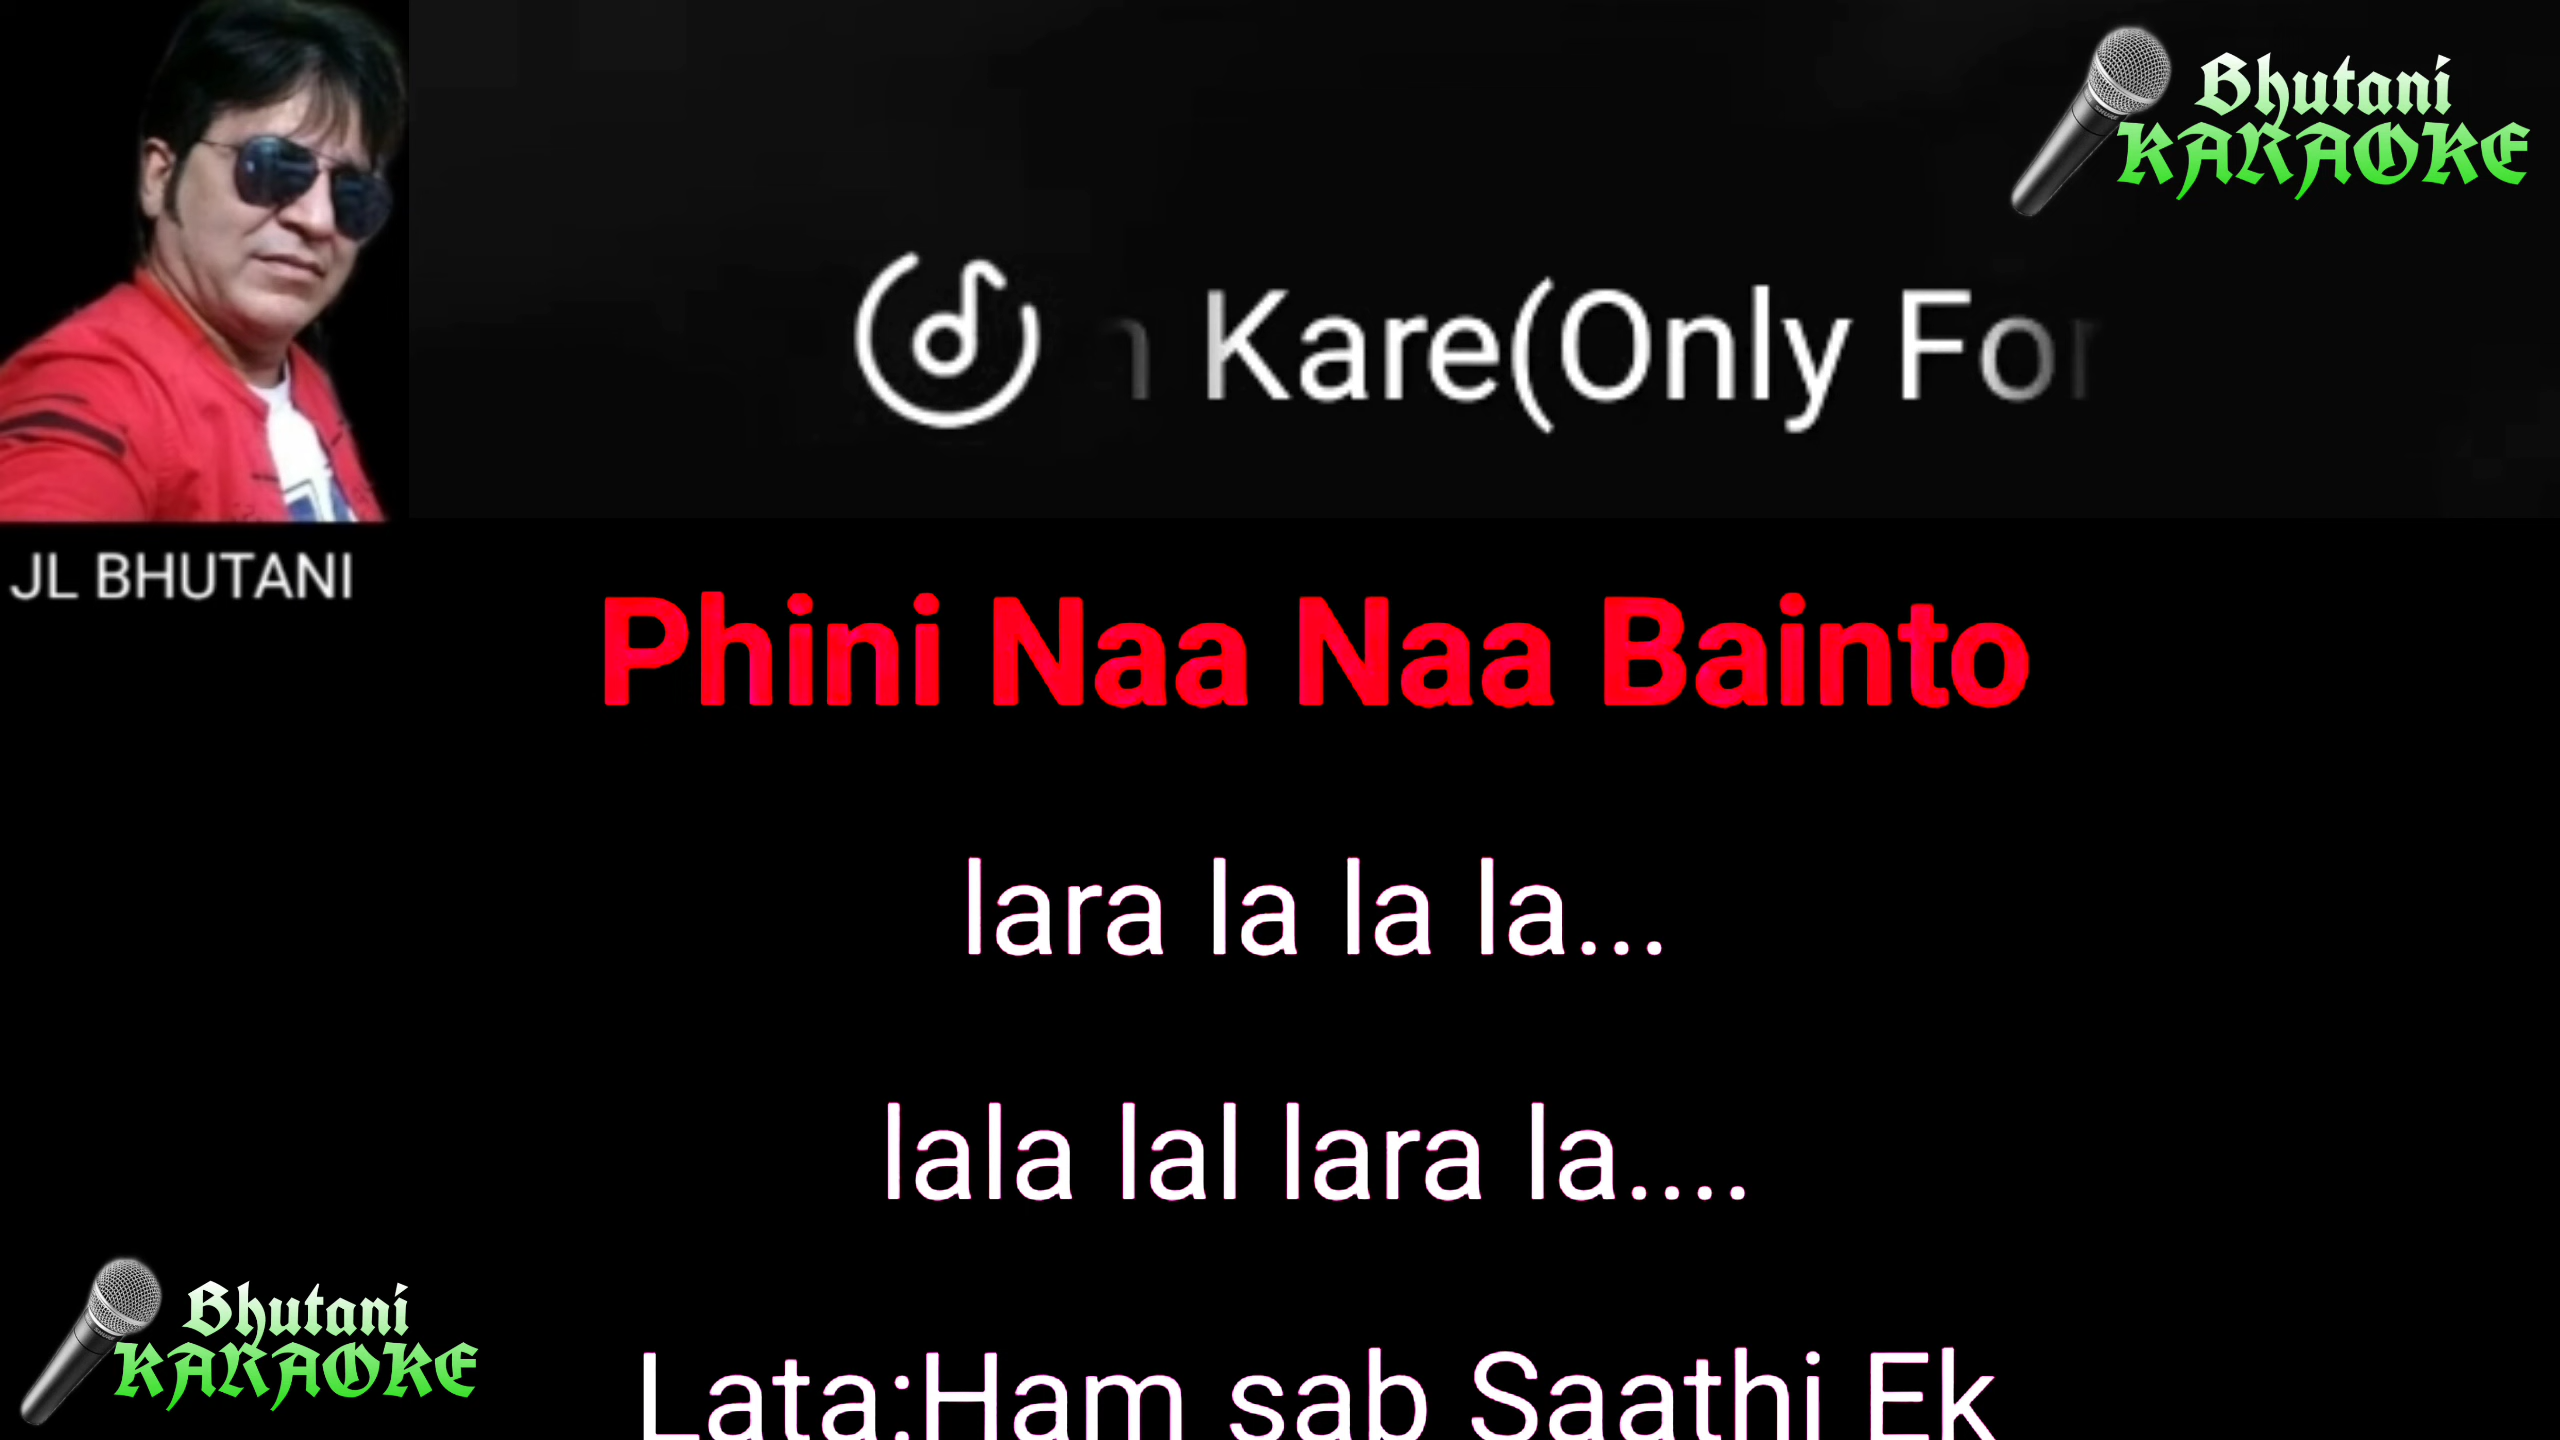 Bhutani
KARAOKE
Kare(Only For
JL BHUTANI
Phini Naa Naa Bainto
lara la la la...
lala lal lara la....
Lata:Ham sab Saathi Ek
Bhutani
KARAOKE